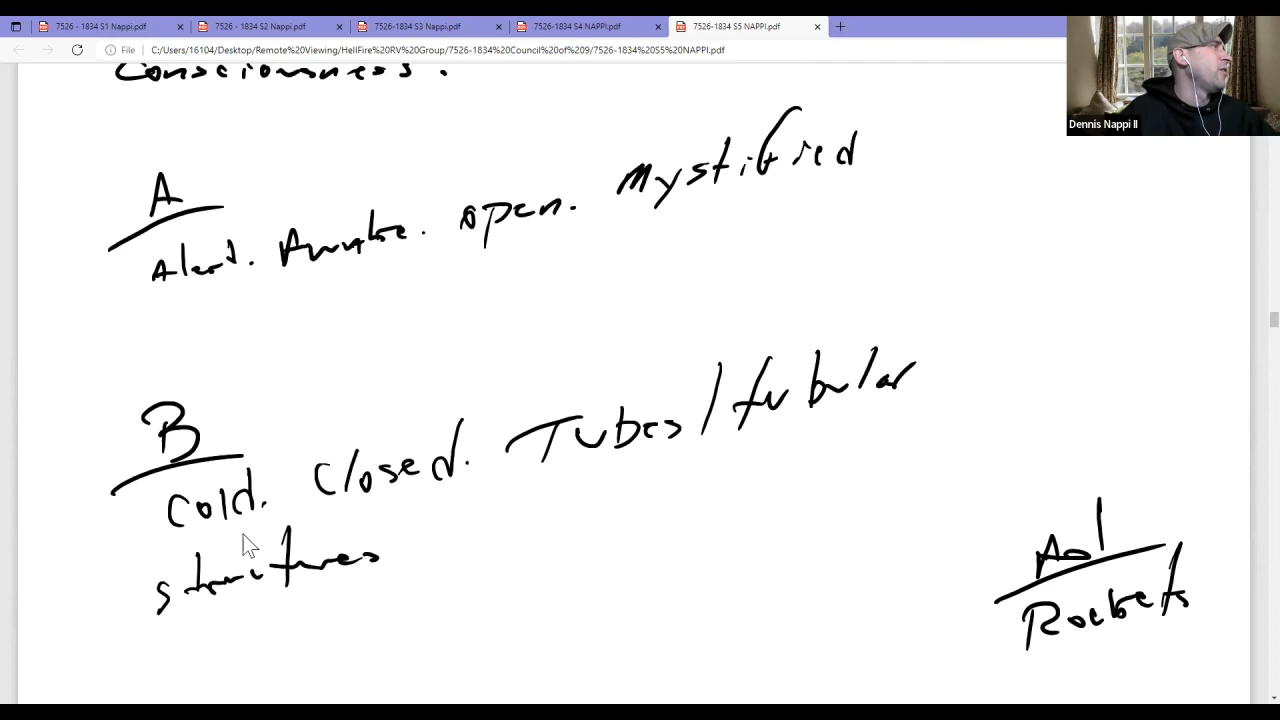 7526 - 1834 S1 Nappi.pdf
7526 - 1834 S2 Nappi.pdf
7526-1834 S3 Nappi.pdf
7526-1834 S4 NAPPI.pdf
7526-1834 S5 NAPPI.pdf
File C:/Users/16104/Desktop/Remote%20Viewing/HellFire%20RV%20Group/7526-1834%20Council%20of%209/7526-1834%20S5%20NAPPI.pdf
Dennis Nappi II
Consciousness.
A
Alert. Awake. open. Mystified
B
Cold. Closed. Tubes/tubular
structures
Aol
Rockets